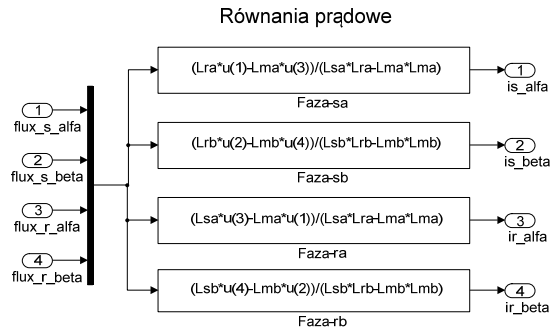 Równania prądowe
(Lra*u(1)-Lma*u(3))/(Lsa*Lra-Lma*Lma)
Faza-sa
1
is_alfa
1
flux_s_alfa
(Lrb*u(2)-Lmb*u(4))/(Lsb*Lrb-Lmb*Lmb)
Faza-sb
2
is_beta
2
flux_s_beta
3
flux_r_alfa
(Lsa*u(3)-Lma*u(1))/(Lsa*Lra-Lma*Lma)
Faza-ra
3
ir_alfa
4
flux_r_beta
(Lsb*u(4)-Lmb*u(2))/(Lsb*Lrb-Lmb*Lmb)
Faza-rb
4
ir_beta